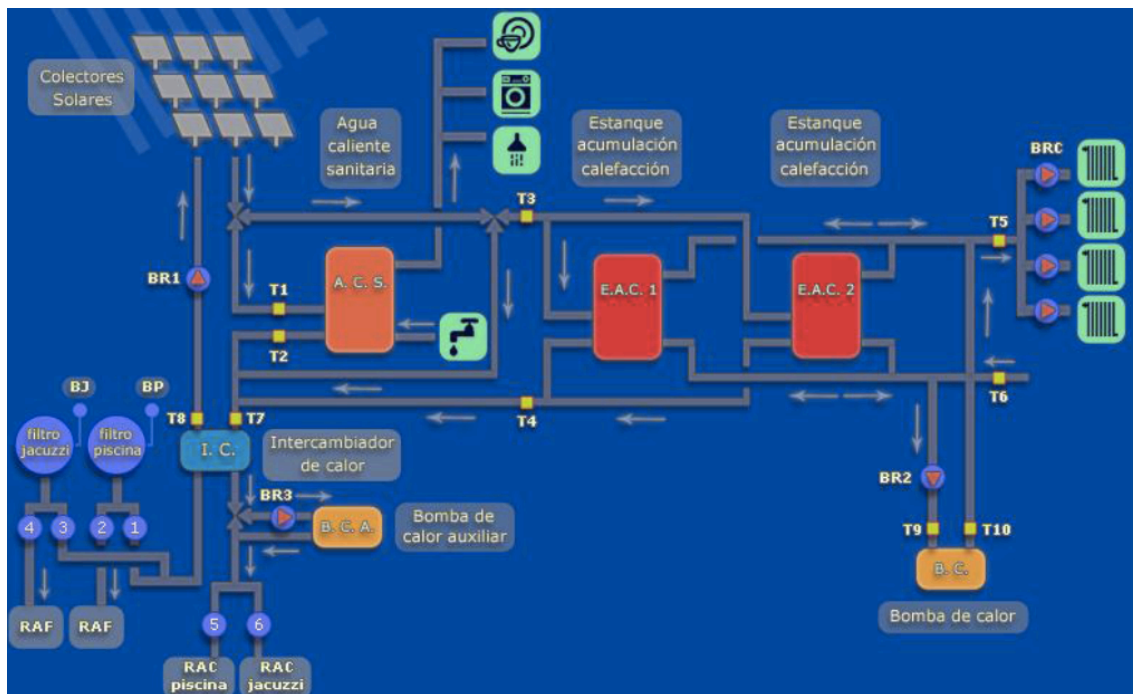 Colectores
Solares
Agua
caliente
sanitaria
Estanque
acumulación
calefacción
Estanque
acumulación
calefacción
BRC
T3
T5
BR1
T1
A. C. S.
E.A.C. 1
E.A.C. 2
T2
T6
BJ
BP
T8
T7
T4
filtro
jacuzzi
filtro
piscina
I. C.
Intercambiador
de calor
BR3
BR2
4
3
2
1
B. C. A.
Bomba de
calor auxiliar
T9
T10
B. C.
Bomba de calor
RAF
RAF
5
6
RAC
piscina
RAC
jacuzzi